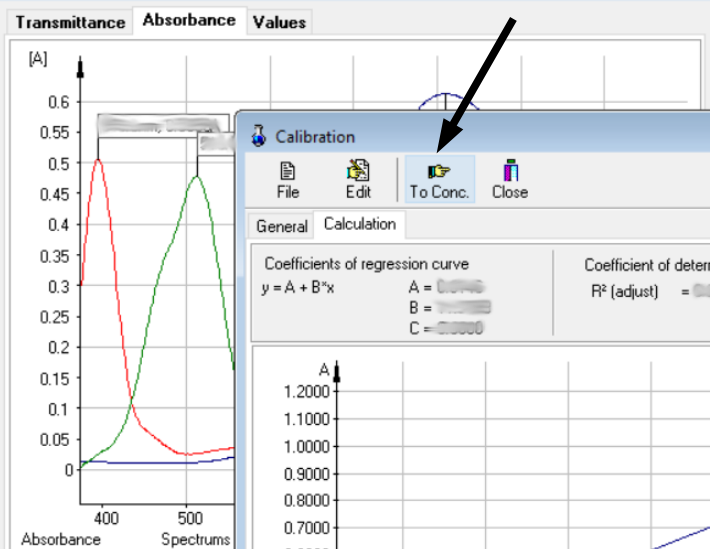 Transmittance Absorbance Values
[A]
0.6
0.55
0.5
0.45
0.4
0.35
0.3
0.25
0.2
0.15
0.1
0.05
0
400 500
Absorbance Spectrums
Calibration
File Edit To Conc. Close
General Calculation
Coefficients of regression curve
y = A + B*x
A =
B =
C =
Coefficient of deter
R² (adjust) =
A
1.2000
1.1000
1.0000
0.9000
0.8000
0.7000